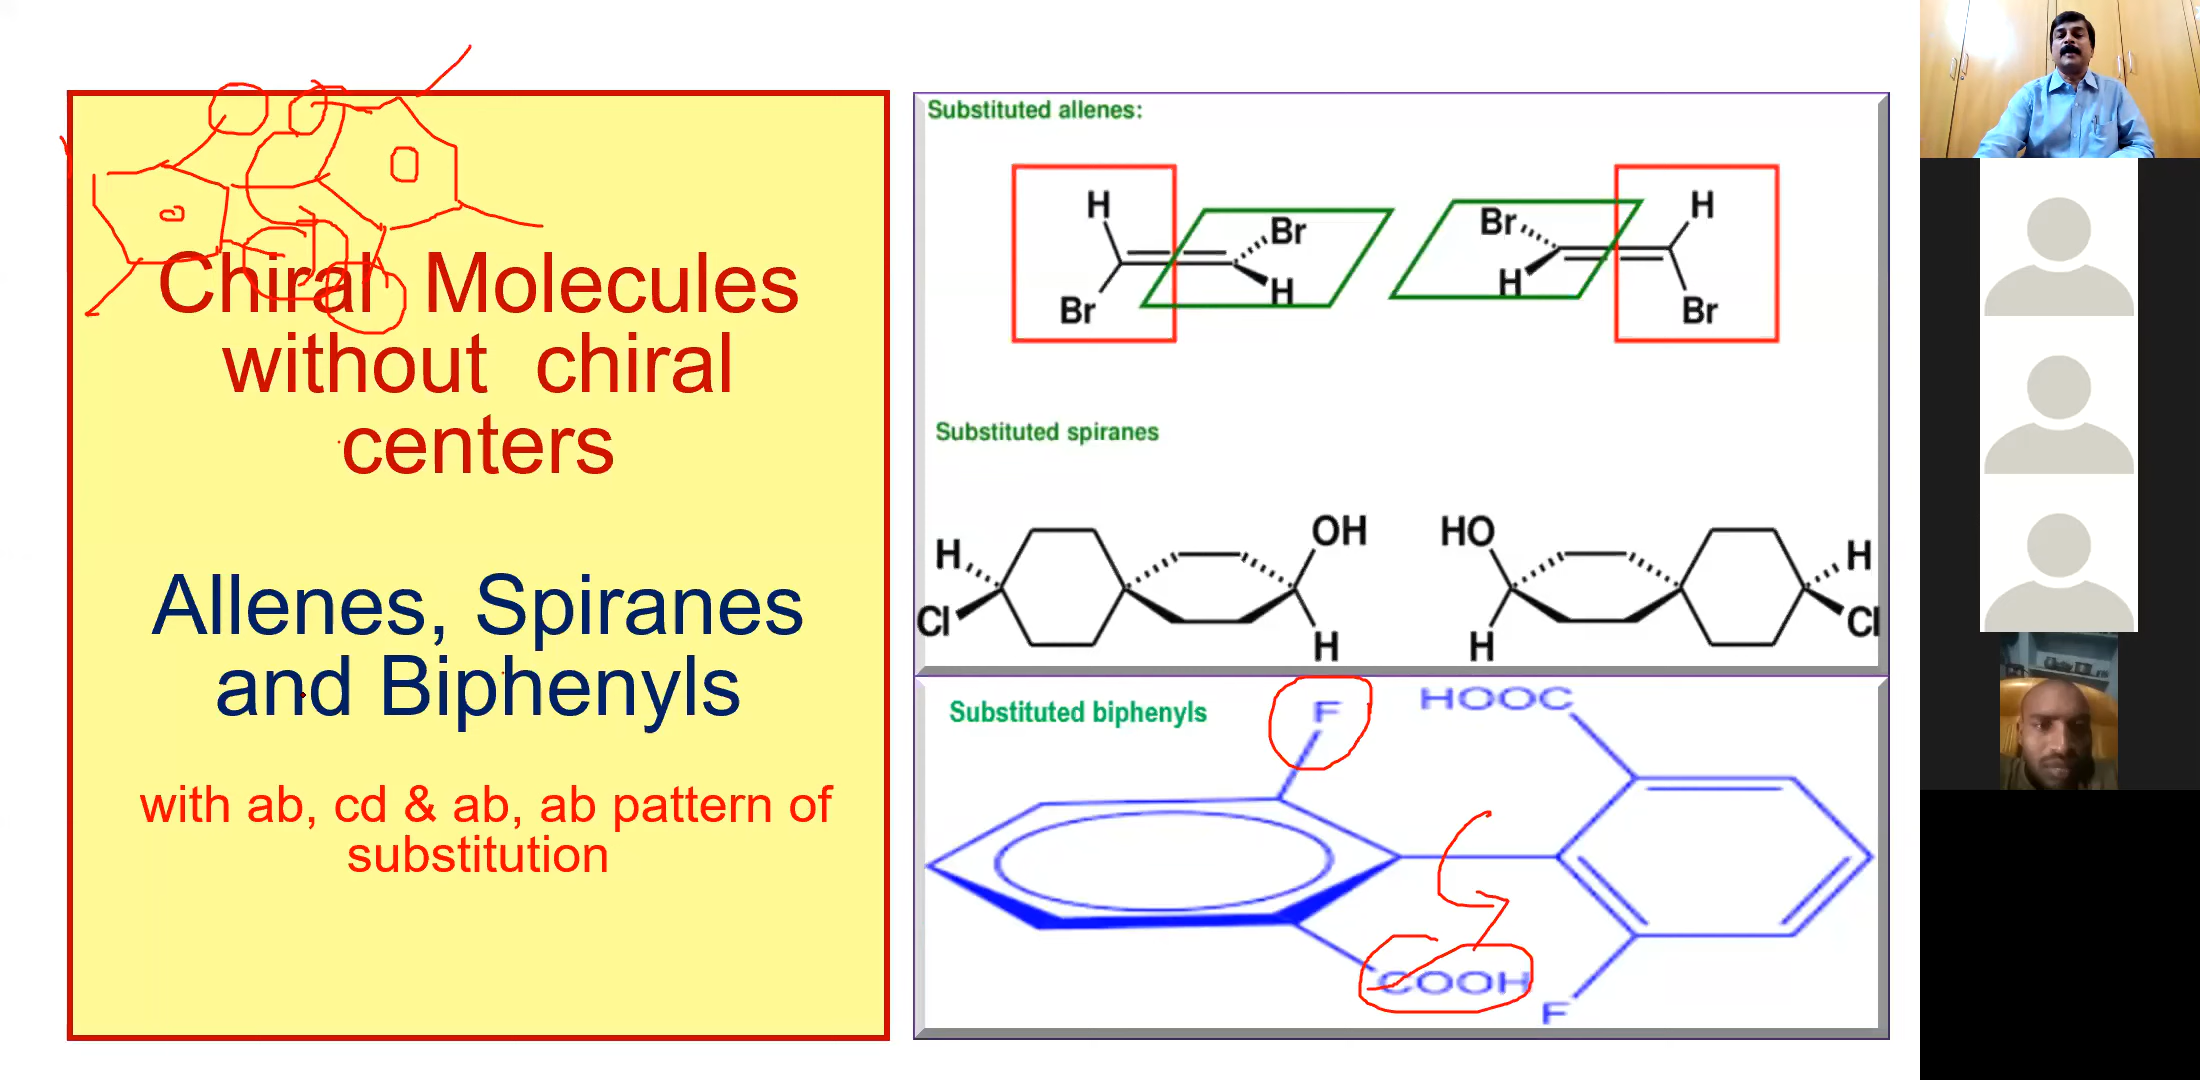 Chiral Molecules
without chiral
centers
Allenes, Spiranes
and Biphenyls
with ab, cd & ab, ab pattern of
substitution
Substituted allenes:
H
Br
Br
H
Br
H
H
Br
Substituted spiranes
H
Cl
OH
H
HO
H
H
Cl
Substituted biphenyls
F
HOOC
COOH
F